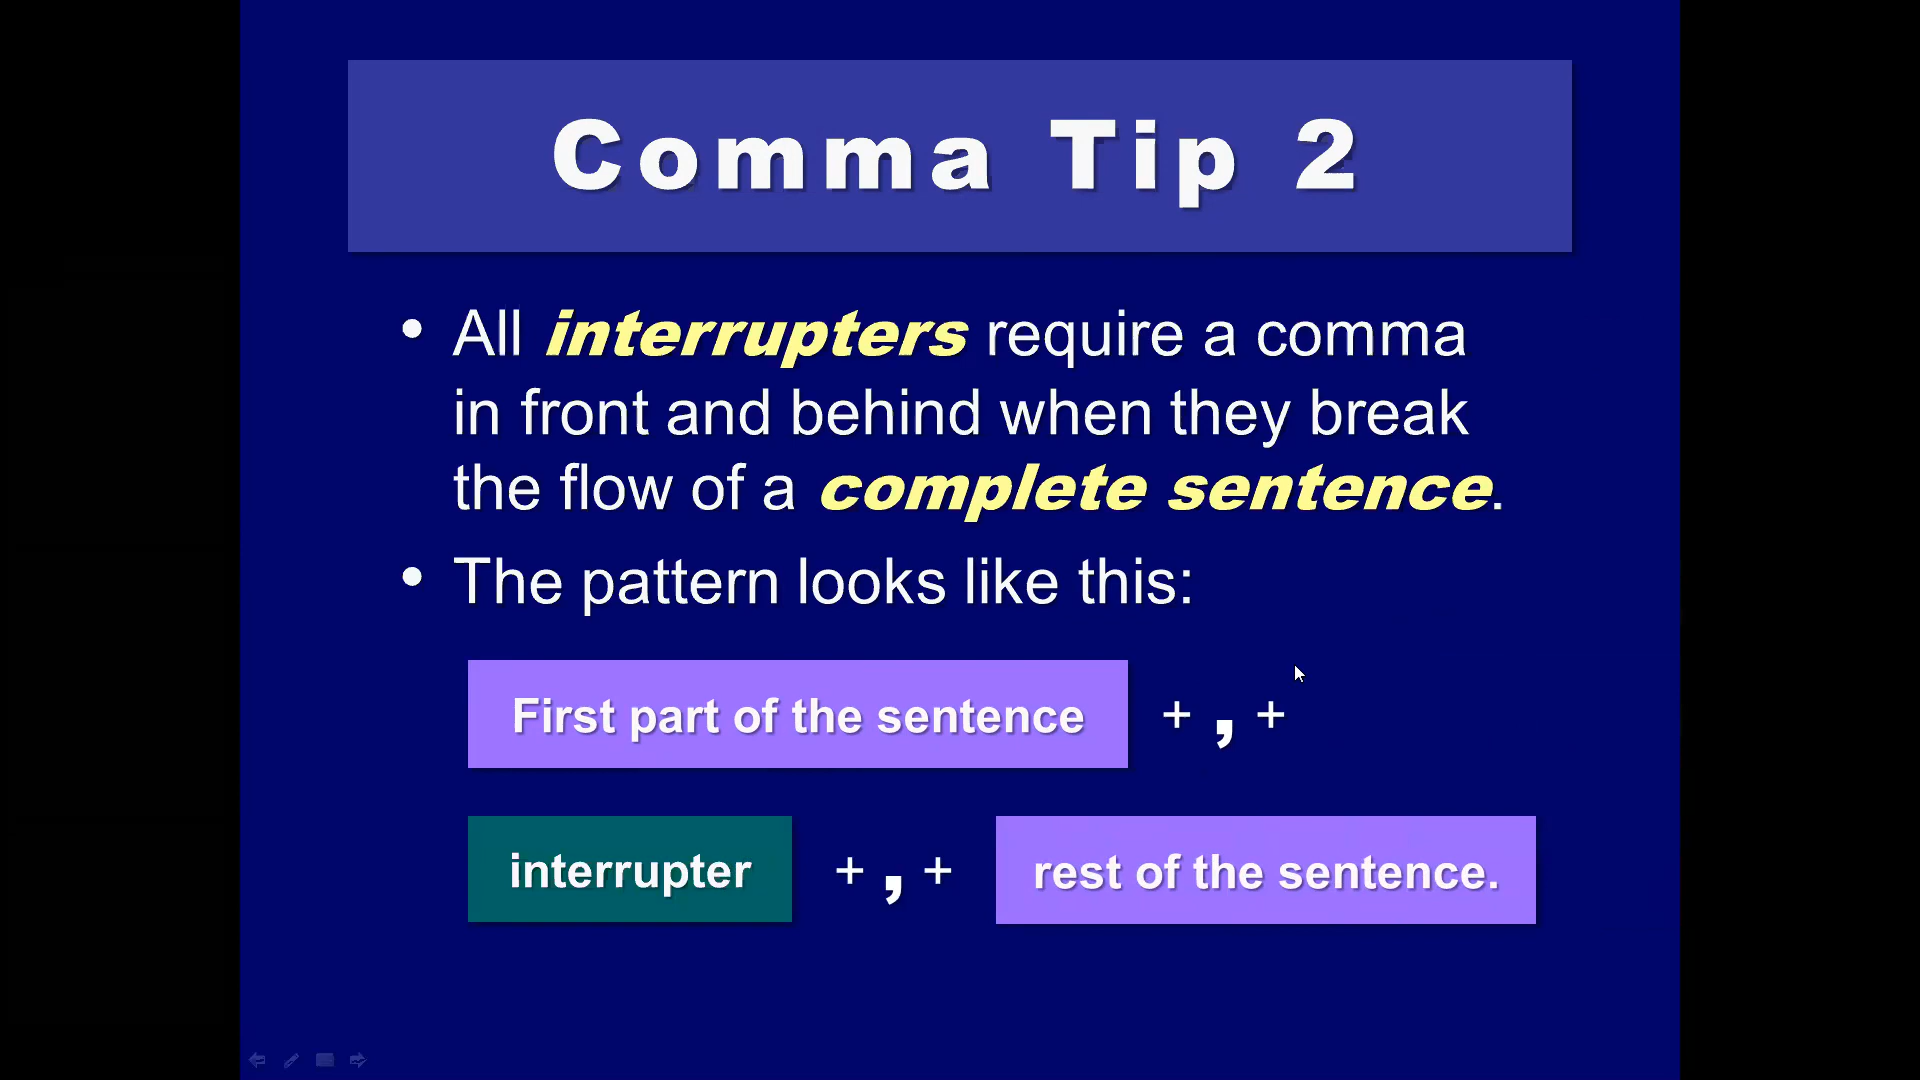 Comma Tip 2
• All interrupters require a comma
in front and behind when they break
the flow of a complete sentence.
• The pattern looks like this:
First part of the sentence + , +
interrupter + , + rest of the sentence.